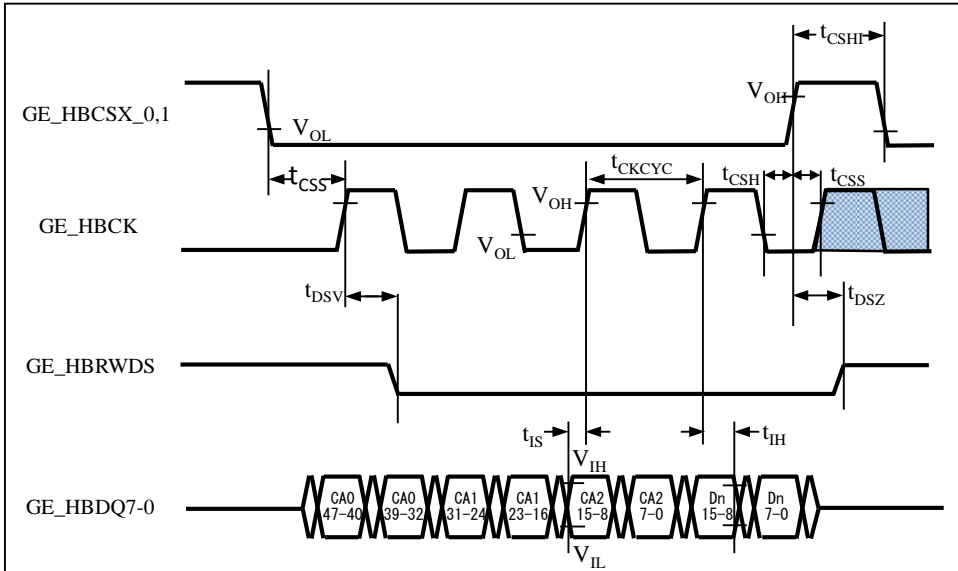 tCSHI
GE_HBCSX_0,1
VOH
VOL
tCSS
tCKCYC
tCSH
tCSS
GE_HBCK
VOH
VOL
tDSV
tDSZ
GE_HBRWDS
tIS
tIH
VIH
GE_HBDQ7-0
CA0 47-40
CA0 39-32
CA1 31-24
CA1 23-16
CA2 15-8
CA2 7-0
Dn 15-8
Dn 7-0
VIL